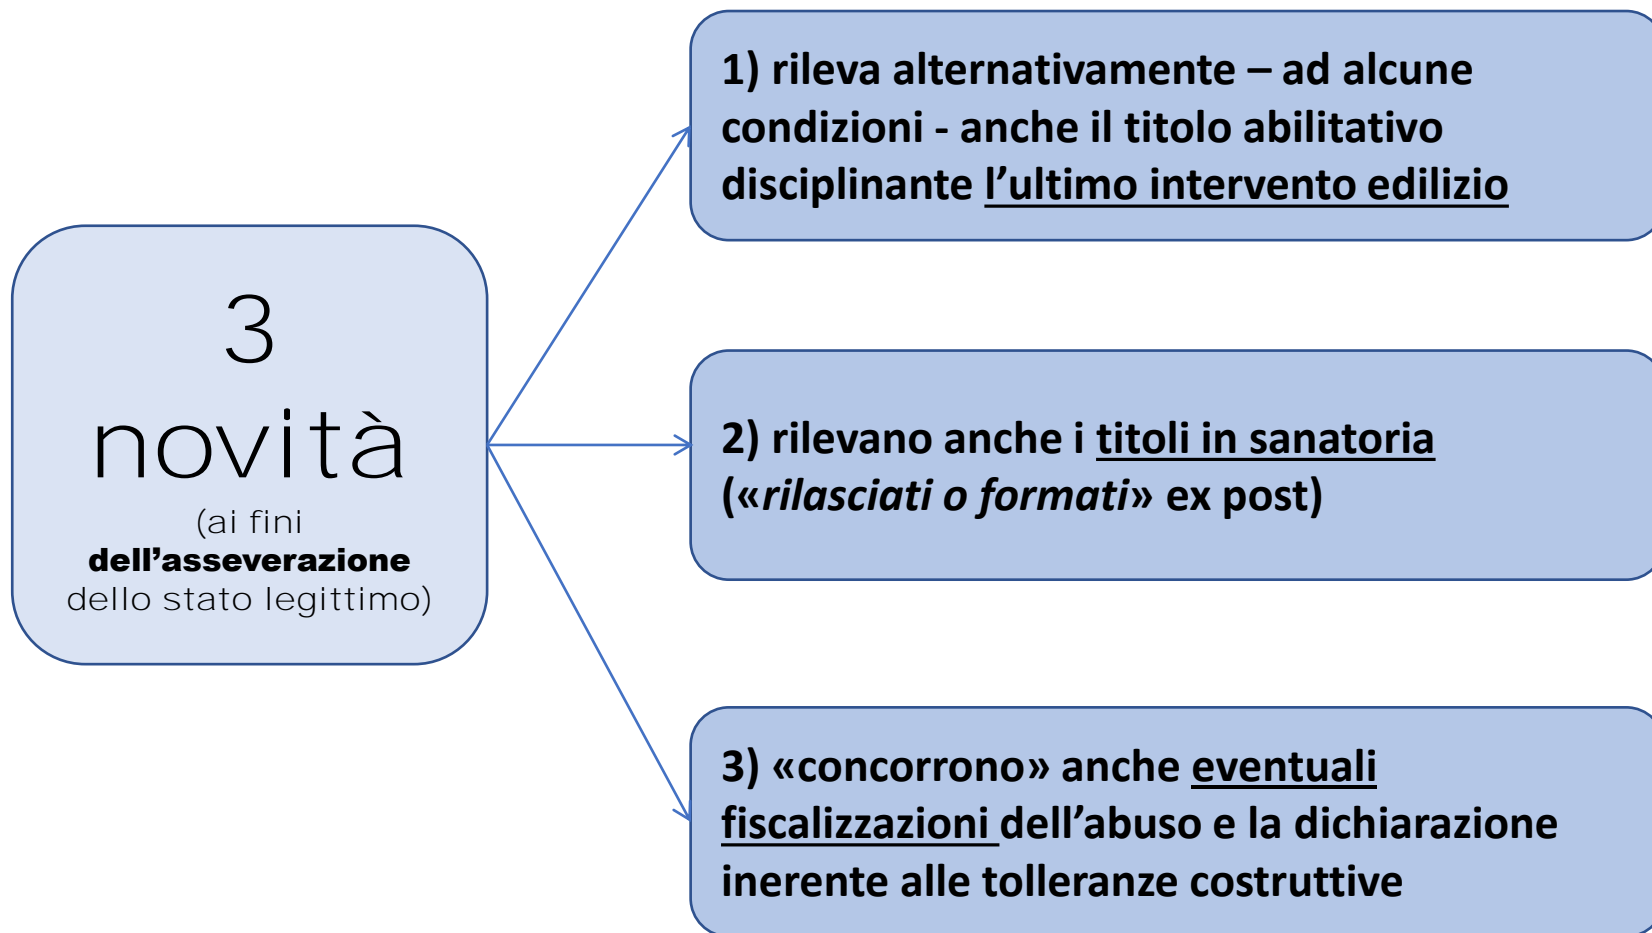 3
novità
(ai fini
dell’asseverazione
dello stato legittimo)
1) rileva alternativamente – ad alcune
condizioni - anche il titolo abilitativo
disciplinante l’ultimo intervento edilizio
2) rilevano anche i titoli in sanatoria
(«rilasciati o formati» ex post)
3) «concorrono» anche eventuali
fiscalizzazioni dell’abuso e la dichiarazione
inerente alle tolleranze costruttive